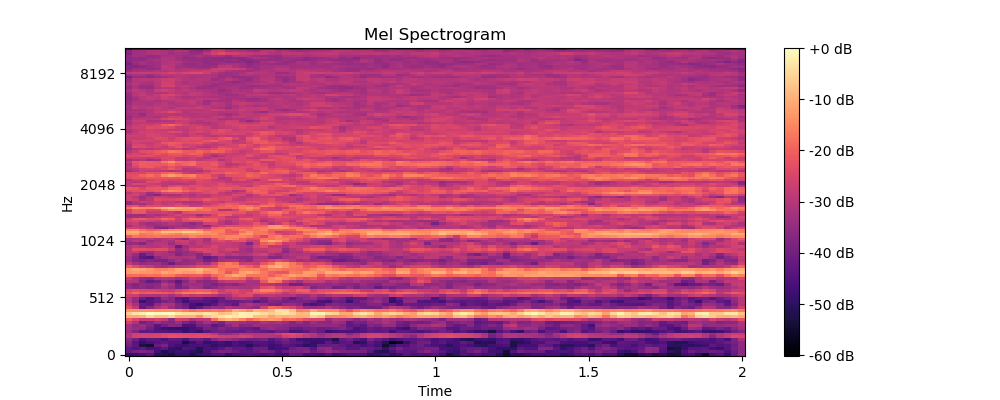 Mel Spectrogram
8192
4096
2048
1024
512
0
Hz
0
0.5
1
1.5
2
Time
+0 dB
-10 dB
-20 dB
-30 dB
-40 dB
-50 dB
-60 dB